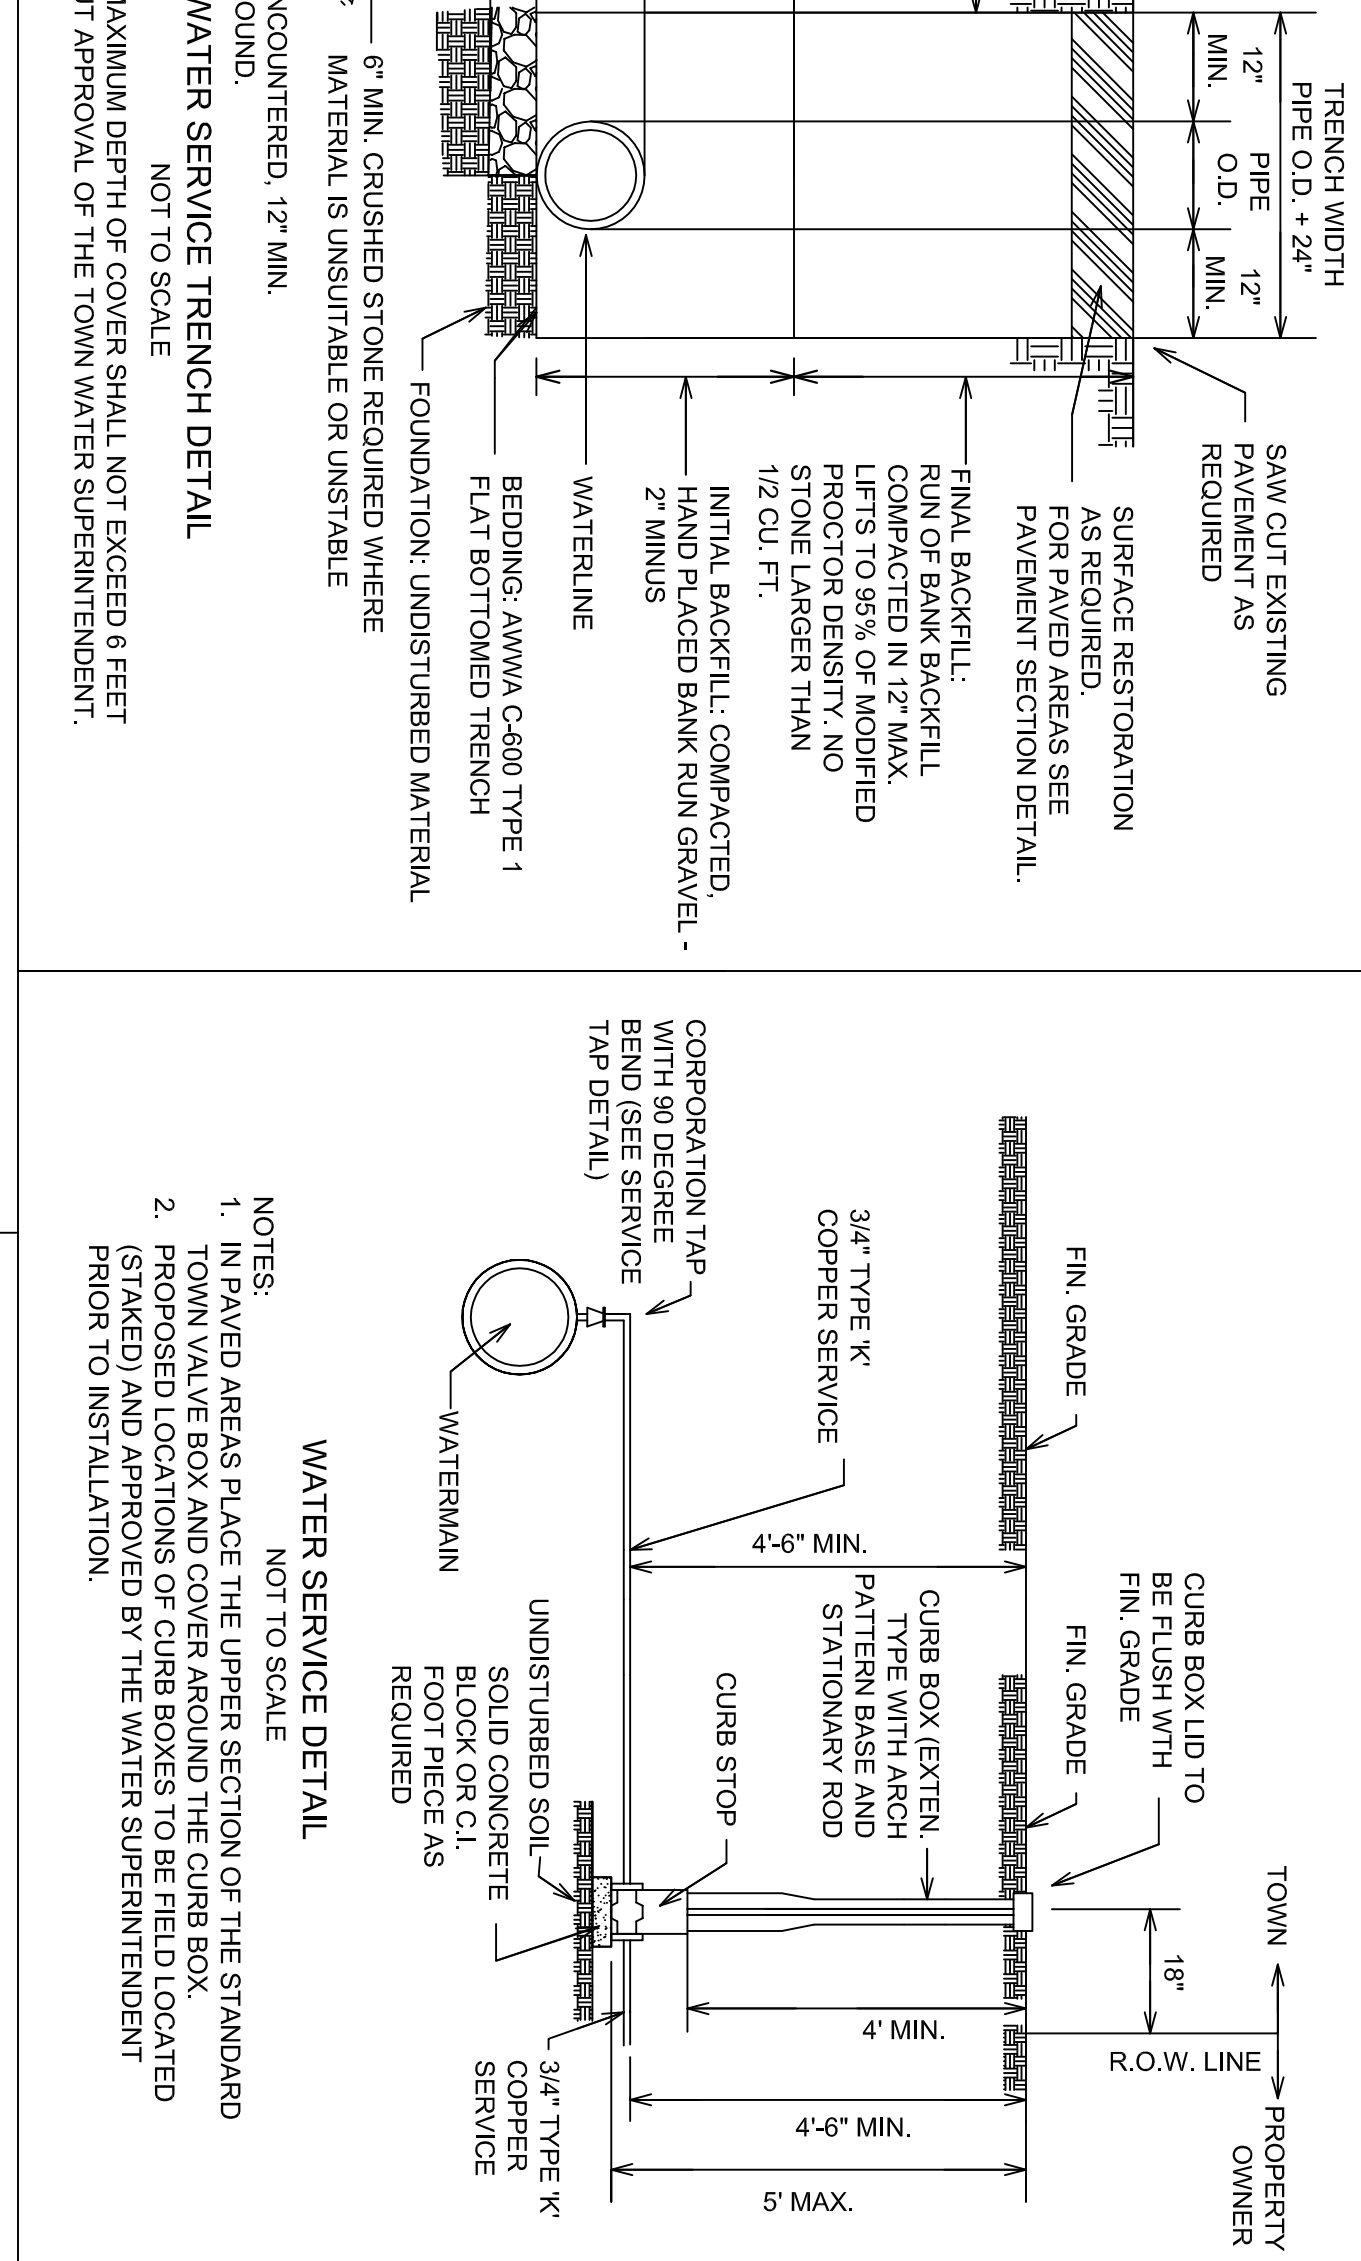 TRENCH WIDTH
PIPE O.D. + 24"
12"
MIN.
PIPE
O.D.
12"
MIN.
SAW CUT EXISTING
PAVEMENT AS
REQUIRED
SURFACE RESTORATION
AS REQUIRED.
FOR PAVED AREAS SEE
PAVEMENT SECTION DETAIL.
FINAL BACKFILL:
RUN OF BANK BACKFILL
COMPACTED IN 12" MAX.
LIFTS TO 95% OF MODIFIED
PROCTOR DENSITY. NO
STONE LARGER THAN
1/2 CU. FT.
INITIAL BACKFILL: COMPACTED,
HAND PLACED BANK RUN GRAVEL -
2" MINUS
WATERLINE
BEDDING: AWWA C-600 TYPE 1
FLAT BOTTOMED TRENCH
FOUNDATION: UNDISTURBED MATERIAL
6" MIN. CRUSHED STONE REQUIRED WHERE
MATERIAL IS UNSUITABLE OR UNSTABLE
NCOUNTERED, 12" MIN.
OUND.
WATER SERVICE TRENCH DETAIL
NOT TO SCALE
MAXIMUM DEPTH OF COVER SHALL NOT EXCEED 6 FEET
UT APPROVAL OF THE TOWN WATER SUPERINTENDENT.
TOWN
PROPERTY
OWNER
18"
R.O.W. LINE
CURB BOX LID TO
BE FLUSH WTH
FIN. GRADE
FIN. GRADE
FIN. GRADE
3/4" TYPE 'K'
COPPER SERVICE
4'-6" MIN.
CURB BOX (EXTEN.
TYPE WITH ARCH
PATTERN BASE AND
STATIONARY ROD
4' MIN.
4'-6" MIN.
5' MAX.
CORPORATION TAP
WITH 90 DEGREE
BEND (SEE SERVICE
TAP DETAIL)
CURB STOP
WATERMAIN
UNDISTURBED SOIL
SOLID CONCRETE
BLOCK OR C.I.
FOOT PIECE AS
REQUIRED
3/4" TYPE 'K'
COPPER
SERVICE
WATER SERVICE DETAIL
NOT TO SCALE
NOTES:
1. IN PAVED AREAS PLACE THE UPPER SECTION OF THE STANDARD
TOWN VALVE BOX AND COVER AROUND THE CURB BOX.
2. PROPOSED LOCATIONS OF CURB BOXES TO BE FIELD LOCATED
(STAKED) AND APPROVED BY THE WATER SUPERINTENDENT
PRIOR TO INSTALLATION.